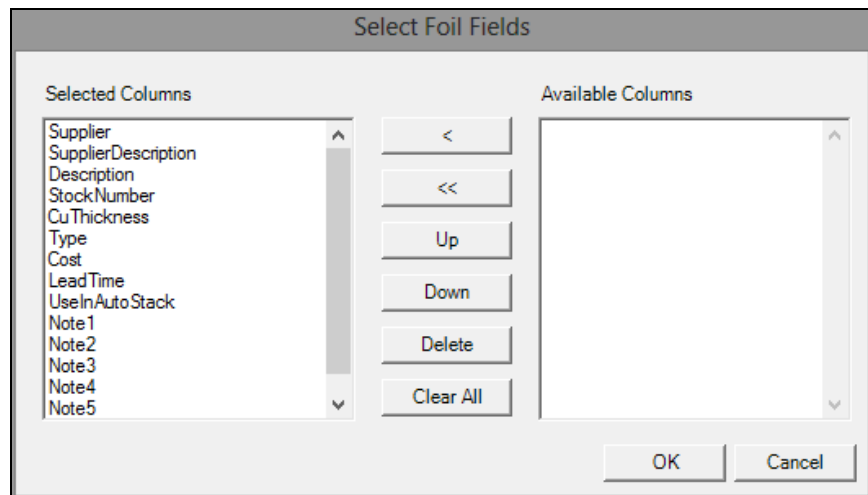 Select Foil Fields
Selected Columns
Available Columns
Supplier
SupplierDescription
Description
StockNumber
CuThickness
Type
Cost
LeadTime
UseInAutoStack
Note1
Note2
Note3
Note4
Note5
<
<<
Up
Down
Delete
Clear All
OK
Cancel